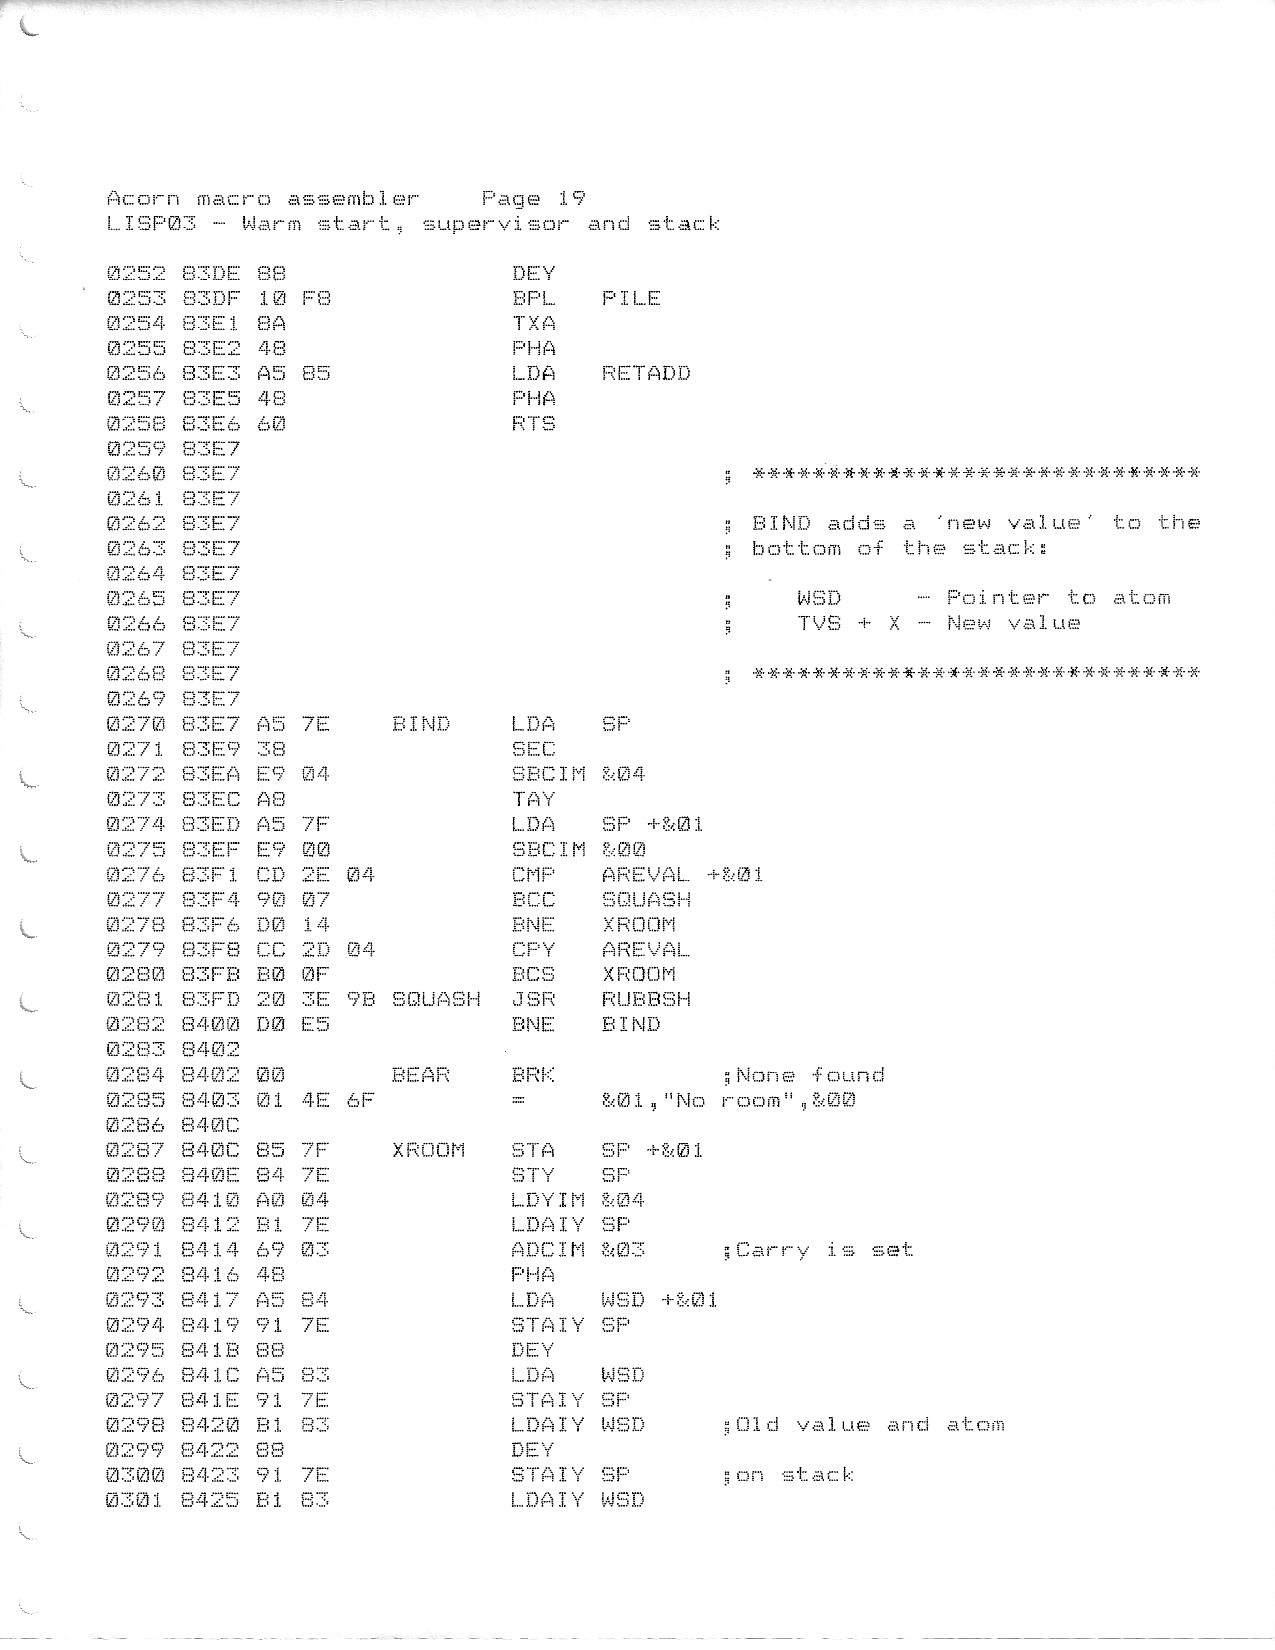 Acorn macro assembler    Page 19
LISP03 - Warm start, supervisor and stack
0252 83DE 88               DEY
0253 83DF 10 F8            BPL   PILE
0254 83E1 8A               TXA
0255 83E2 48               PHA
0256 83E3 A5 85            LDA   RETADD
0257 83E5 48               PHA
0258 83E6 60               RTS
0259 83E7
0260 83E7                                ; ******************************
0261 83E7
0262 83E7                                ; BIND adds a 'new value' to the
0263 83E7                                ; bottom of the stack:
0264 83E7
0265 83E7                                ;    WSD     - Pointer to atom
0266 83E7                                ;    TVS + X - New value
0267 83E7
0268 83E7                                ; ******************************
0269 83E7
0270 83E7 A5 7E    BIND    LDA   SP
0271 83E9 38               SEC
0272 83EA E9 04            SBCIM &04
0273 83EC A8               TAY
0274 83ED A5 7F            LDA   SP +&01
0275 83EF E9 00            SBCIM &00
0276 83F1 CD 2E 04         CMP   AREVAL +&01
0277 83F4 90 07            BCC   SQUASH
0278 83F6 D0 14            BNE   XROOM
0279 83F8 CC 2D 04         CPY   AREVAL
0280 83FB B0 0F            BCS   XROOM
0281 83FD 20 3E 9B SQUASH  JSR   RUBBSH
0282 8400 D0 E5            BNE   BIND
0283 8402
0284 8402 00       BEAR    BRK           ;None found
0285 8403 01 4E 6F         =     &01,"No room",&00
0286 840C
0287 840C 85 7F    XROOM   STA   SP +&01
0288 840E 84 7E            STY   SP
0289 8410 A0 04            LDYIM &04
0290 8412 B1 7E            LDAIY SP
0291 8414 69 03            ADCIM &03     ;Carry is set
0292 8416 48               PHA
0293 8417 A5 84            LDA   WSD +&01
0294 8419 91 7E            STAIY SP
0295 841B 88               DEY
0296 841C A5 83            LDA   WSD
0297 841E 91 7E            STAIY SP
0298 8420 B1 83            LDAIY WSD     ;Old value and atom
0299 8422 88               DEY
0300 8423 91 7E            STAIY SP      ;on stack
0301 8425 B1 83            LDAIY WSD